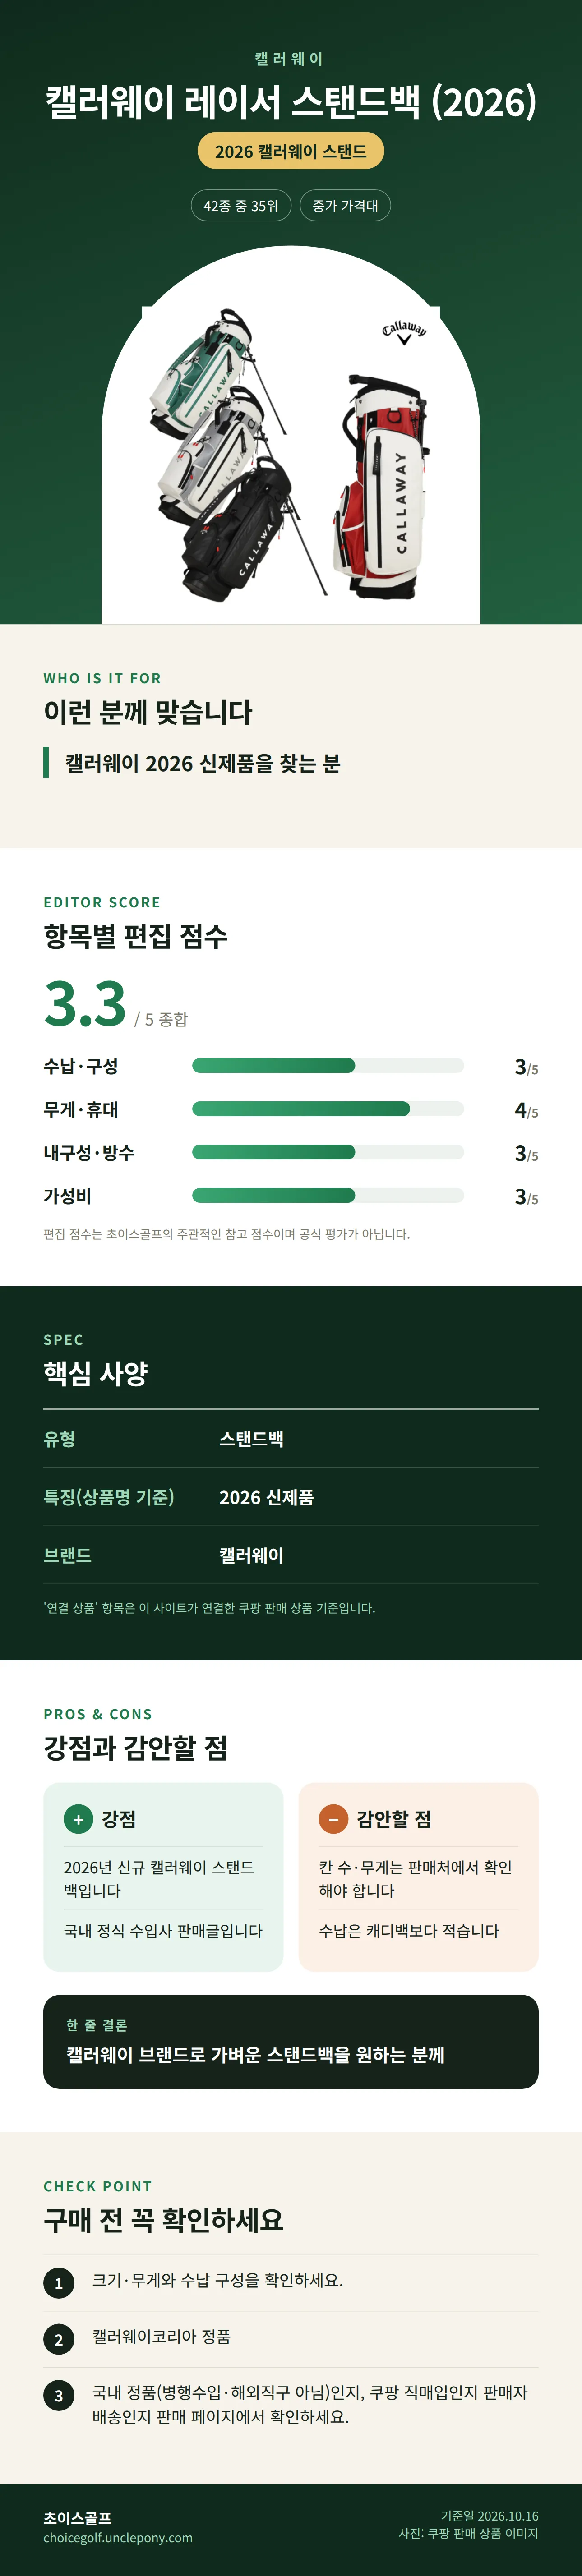 캘러웨이
캘러웨이 레이서 스탠드백 (2026)
2026 캘러웨이 스탠드
42종 중 35위
중가 가격대
Callaway
CALLAWAY
CALLAWAY
CALLAWA
CALLAWAY
WHO IS IT FOR
이런 분께 맞습니다
캘러웨이 2026 신제품을 찾는 분
EDITOR SCORE
항목별 편집 점수
3.3 / 5 종합
수납·구성 3/5
무게·휴대 4/5
내구성·방수 3/5
가성비 3/5
편집 점수는 초이스골프의 주관적인 참고 점수이며 공식 평가가 아닙니다.
SPEC
핵심 사양
유형 스탠드백
특징(상품명 기준) 2026 신제품
브랜드 캘러웨이
'연결 상품' 항목은 이 사이트가 연결한 쿠팡 판매 상품 기준입니다.
PROS & CONS
강점과 감안할 점
+ 강점
2026년 신규 캘러웨이 스탠드
백입니다
국내 정식 수입사 판매글입니다
− 감안할 점
칸 수·무게는 판매처에서 확인
해야 합니다
수납은 캐디백보다 적습니다
한 줄 결론
캘러웨이 브랜드로 가벼운 스탠드백을 원하는 분께
CHECK POINT
구매 전 꼭 확인하세요
1 크기·무게와 수납 구성을 확인하세요.
2 캘러웨이코리아 정품
3 국내 정품(병행수입·해외직구 아님)인지, 쿠팡 직매입인지 판매자
배송인지 판매 페이지에서 확인하세요.
초이스골프
choicegolf.unclepony.com
기준일 2026.10.16
사진: 쿠팡 판매 상품 이미지